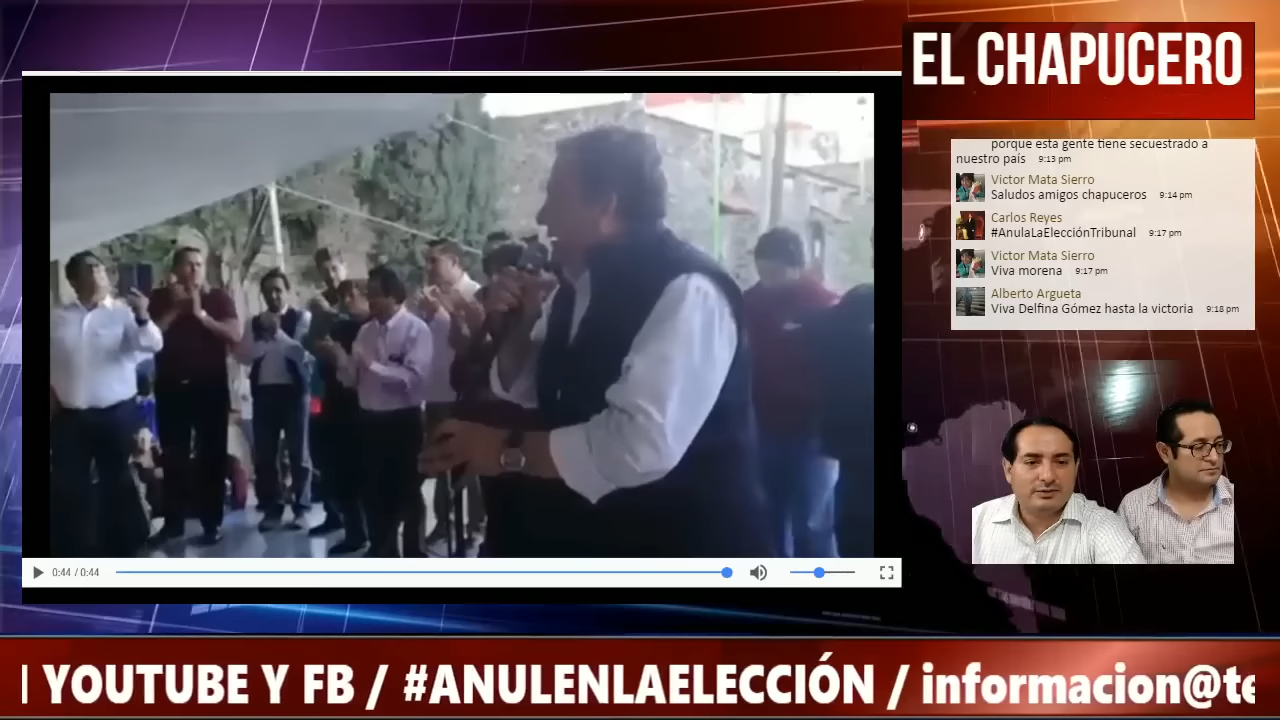 EL CHAPUCERO
porque esta gente tiene secuestrado a
nuestro país 9:13 pm
Victor Mata Sierro
Saludos amigos chapuceros 9:14 pm
Carlos Reyes
#AnulaLaElecciónTribunal 9:17 pm
Victor Mata Sierro
Viva morena 9:17 pm
Alberto Argueta
Viva Delfina Gómez hasta la victoria 9:18 pm
0:44 / 0:44
YOUTUBE Y FB / #ANULENLAELECCIÓN / informacion@te